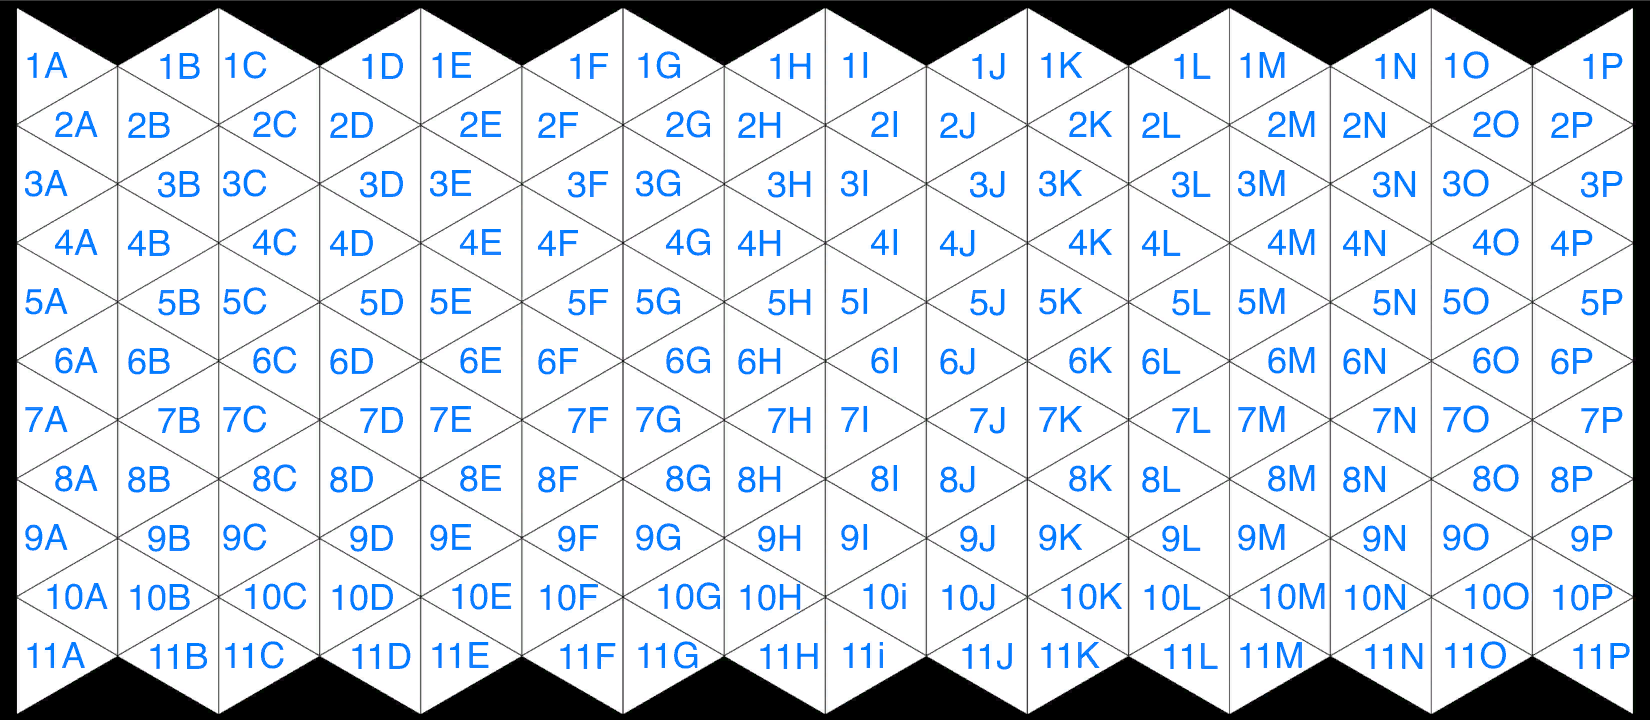 1A 1B 1C 1D 1E 1F 1G 1H 1I 1J 1K 1L 1M 1N 1O 1P
2A 2B 2C 2D 2E 2F 2G 2H 2I 2J 2K 2L 2M 2N 2O 2P
3A 3B 3C 3D 3E 3F 3G 3H 3I 3J 3K 3L 3M 3N 3O 3P
4A 4B 4C 4D 4E 4F 4G 4H 4I 4J 4K 4L 4M 4N 4O 4P
5A 5B 5C 5D 5E 5F 5G 5H 5I 5J 5K 5L 5M 5N 5O 5P
6A 6B 6C 6D 6E 6F 6G 6H 6I 6J 6K 6L 6M 6N 6O 6P
7A 7B 7C 7D 7E 7F 7G 7H 7I 7J 7K 7L 7M 7N 7O 7P
8A 8B 8C 8D 8E 8F 8G 8H 8I 8J 8K 8L 8M 8N 8O 8P
9A 9B 9C 9D 9E 9F 9G 9H 9I 9J 9K 9L 9M 9N 9O 9P
10A 10B 10C 10D 10E 10F 10G 10H 10i 10J 10K 10L 10M 10N 10O 10P
11A 11B 11C 11D 11E 11F 11G 11H 11i 11J 11K 11L 11M 11N 11O 11P